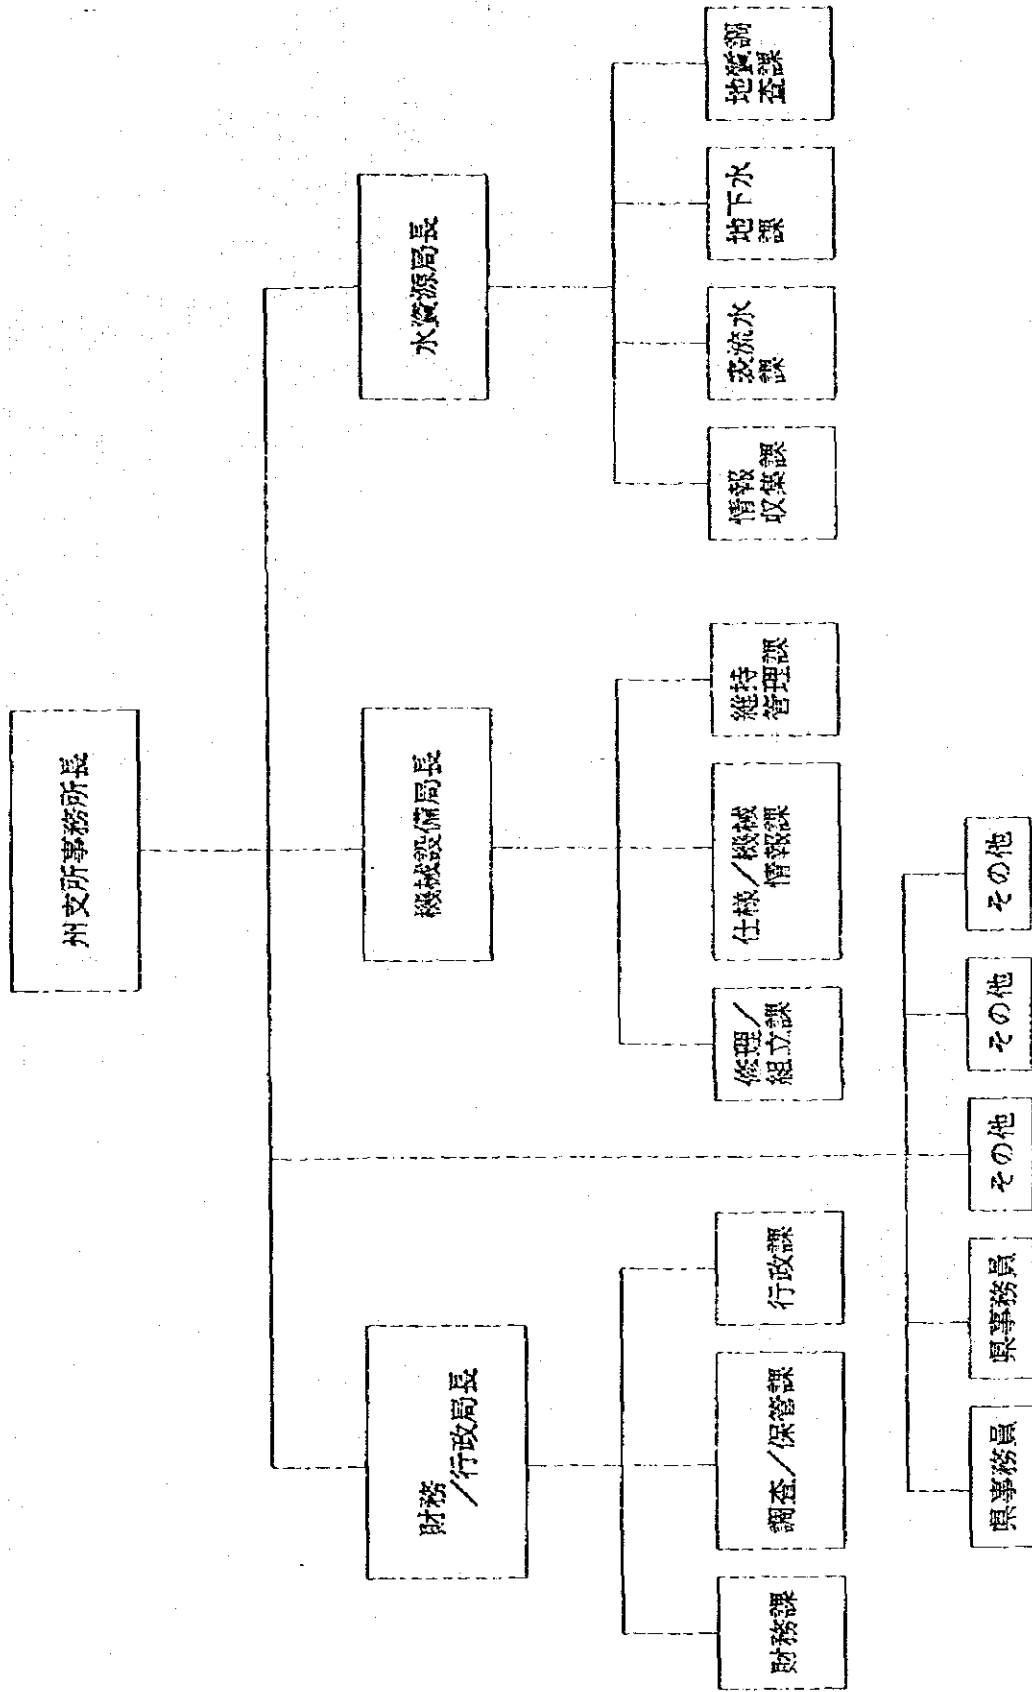 州支所事務所長
財務
／行政局長
機械設備局長
水資源局長
財務課
調査／保管課
行政課
修理／
組立課
仕様／機械
情報課
維持
管理課
情報
収集課
表流水
課
地下水
課
地質調
査課
県事務員
県事務員
その他
その他
その他